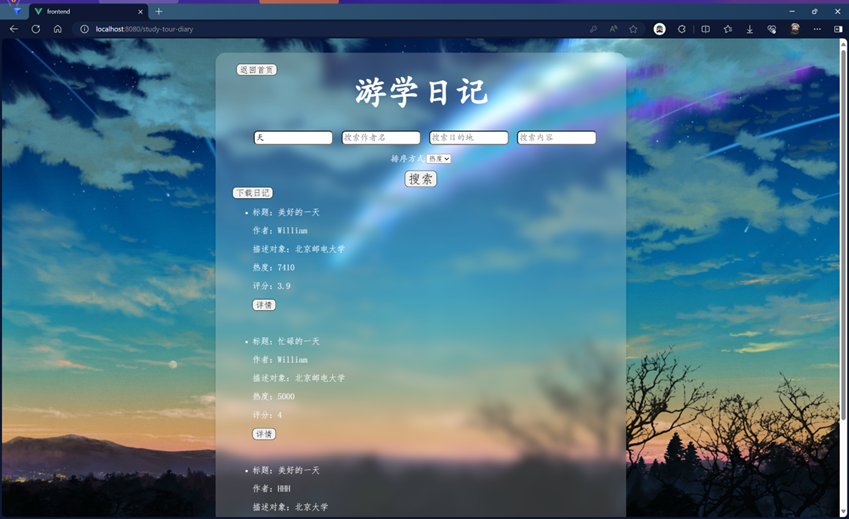 frontend
localhost:8080/study-tour-diary
返回首页
游学日记
天 搜索作者名 搜索目的地 搜索内容
排序方式 热度
搜索
下载日记
标题：美好的一天
作者：William
描述对象：北京邮电大学
热度：7410
评分：3.9
详情
标题：忙碌的一天
作者：William
描述对象：北京邮电大学
热度：5000
评分：4
详情
标题：美好的一天
作者：HHH
描述对象：北京大学